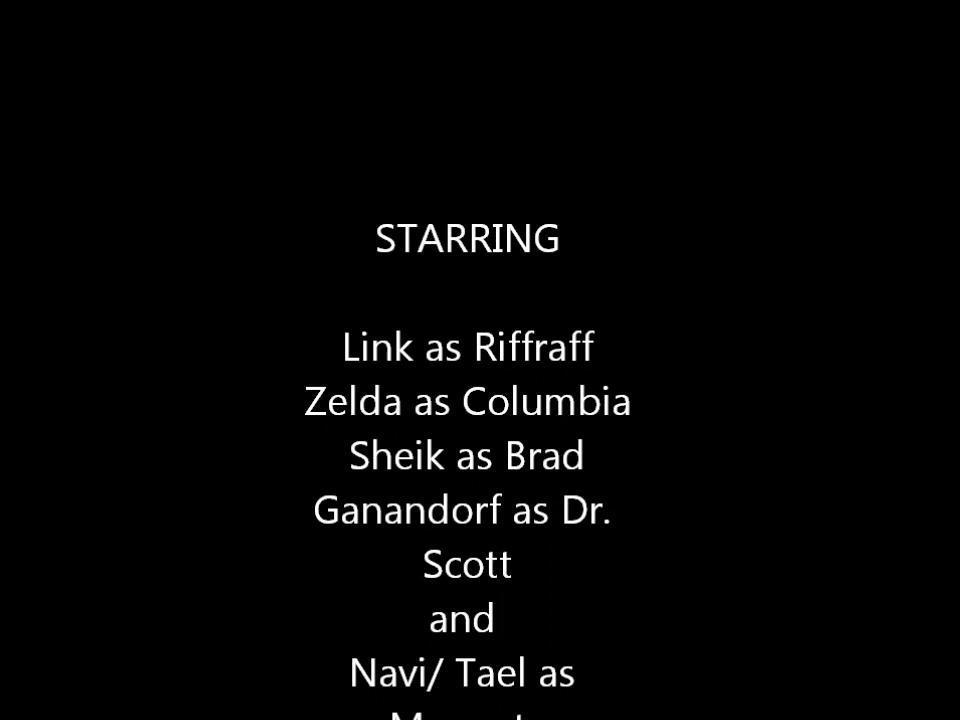 STARRING
Link as Riffraff
Zelda as Columbia
Sheik as Brad
Ganandorf as Dr.
Scott
and
Navi/ Tael as